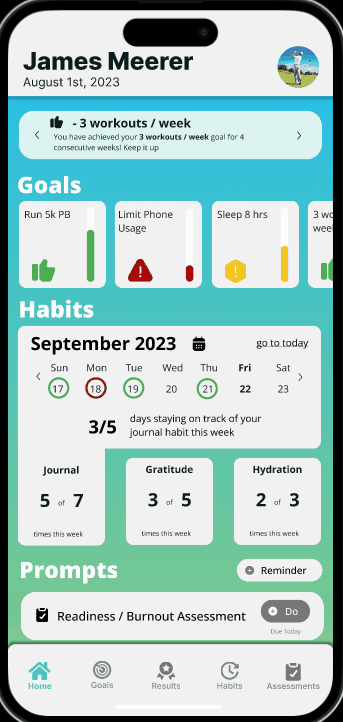 James Meerer
August 1st, 2023
- 3 workouts / week
You have achieved your 3 workouts / week goal for 4
consecutive weeks! Keep it up
Goals
Run 5k PB
Limit Phone
Usage
Sleep 8 hrs
3 wo
week
Habits
September 2023
go to today
Sun Mon Tue Wed Thu Fri Sat
17 18 19 20 21 22 23
3/5
days staying on track of your
journal habit this week
Journal
5 of 7
times this week
Gratitude
3 of 5
times this week
Hydration
2 of 3
times this week
Prompts
Reminder
Readiness / Burnout Assessment
Do
Due Today
Home
Goals
Results
Habits
Assessments